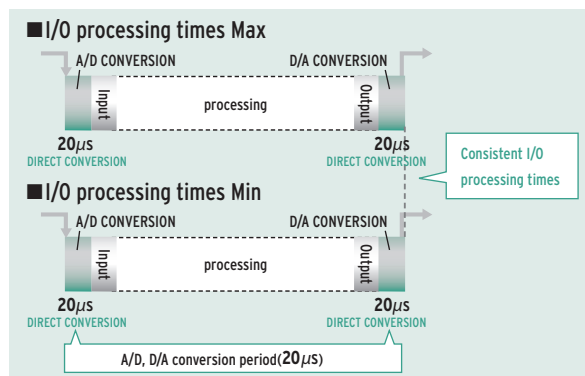 ■I/O processing times Max
A/D CONVERSION
D/A CONVERSION
Input
processing
Output
20μs
20μs
DIRECT CONVERSION
DIRECT CONVERSION
Consistent I/O
processing times
■I/O processing times Min
A/D CONVERSION
D/A CONVERSION
Input
processing
Output
20μs
20μs
DIRECT CONVERSION
DIRECT CONVERSION
A/D, D/A conversion period(20μs)